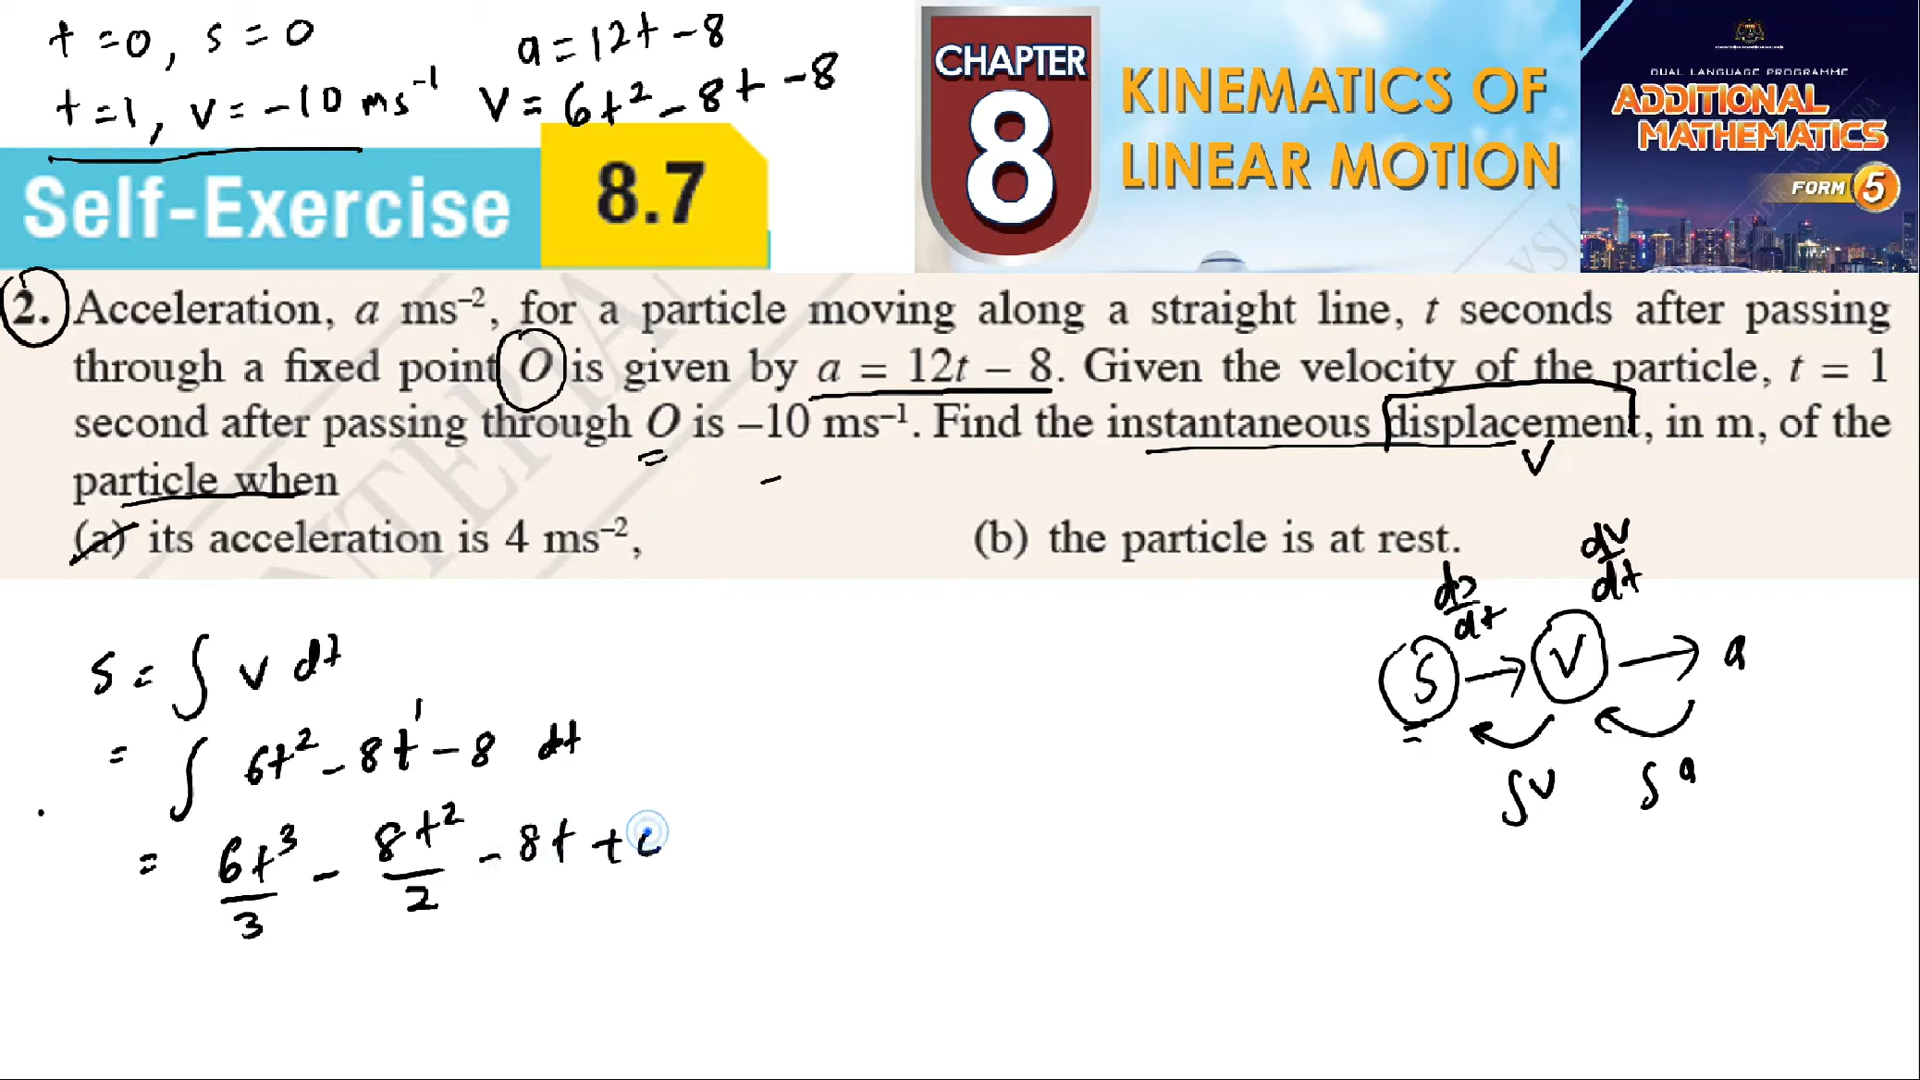 t = 0, s = 0
a = 12t - 8
t = 1, v = -10 ms⁻¹
v = 6t² - 8t - 8
Self-Exercise 8.7
CHAPTER
8
KINEMATICS OF
LINEAR MOTION
DUAL LANGUAGE PROGRAMME
ADDITIONAL
MATHEMATICS
FORM 5
2. Acceleration, a ms⁻², for a particle moving along a straight line, t seconds after passing
through a fixed point O is given by a = 12t – 8. Given the velocity of the particle, t = 1
second after passing through O is –10 ms⁻¹. Find the instantaneous displacement, in m, of the
v
particle when
(a) its acceleration is 4 ms⁻², (b) the particle is at rest.
ds/dt
dv/dt
S → V → a
∫v ∫a
s = ∫ v dt
= ∫ 6t² - 8t¹ - 8 dt
= 6t³/3 - 8t²/2 - 8t + c